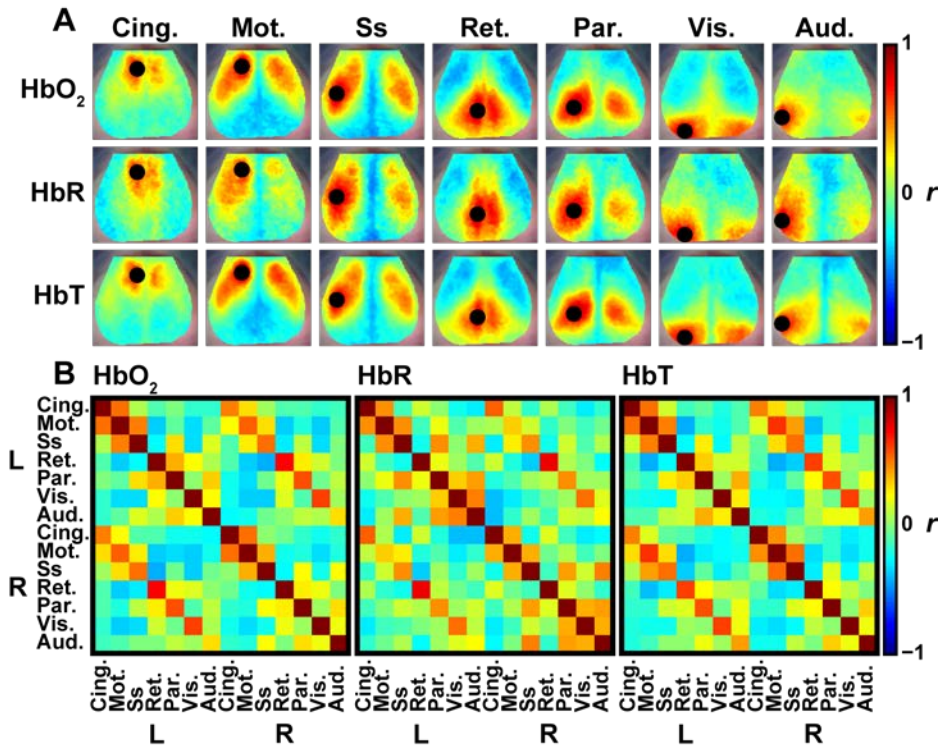 A
Cing. Mot. Ss Ret. Par. Vis. Aud.
HbO2
HbR
HbT
1
0 r
−1
B
HbO2 HbR HbT
Cing.
Mot.
Ss
Ret.
Par.
Vis.
Aud.
L
Cing.
Mot.
Ss
Ret.
Par.
Vis.
Aud.
R
1
0 r
−1
Cing. Mot. Ss Ret. Par. Vis. Aud. Cing. Mot. Ss Ret. Par. Vis. Aud. Cing. Mot. Ss Ret. Par. Vis. Aud. Cing. Mot. Ss Ret. Par. Vis. Aud. Cing. Mot. Ss Ret. Par. Vis. Aud. Cing. Mot. Ss Ret. Par. Vis. Aud.
L R L R L R